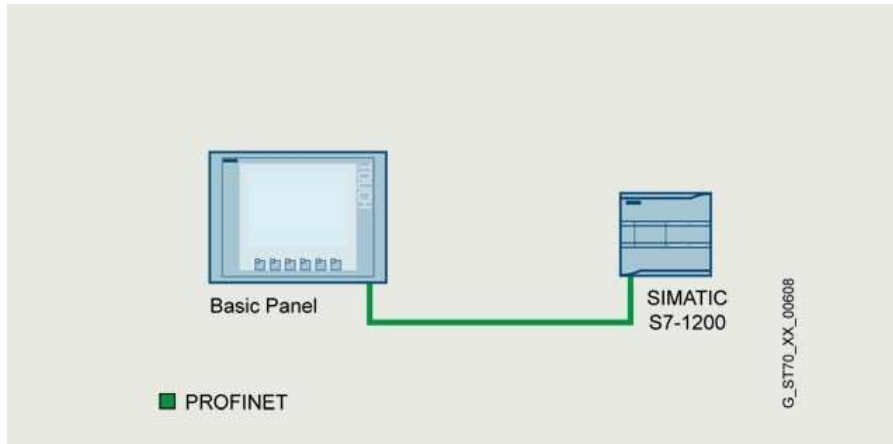 Basic Panel
SIMATIC
S7-1200
PROFINET
G_ST70_XX_00608